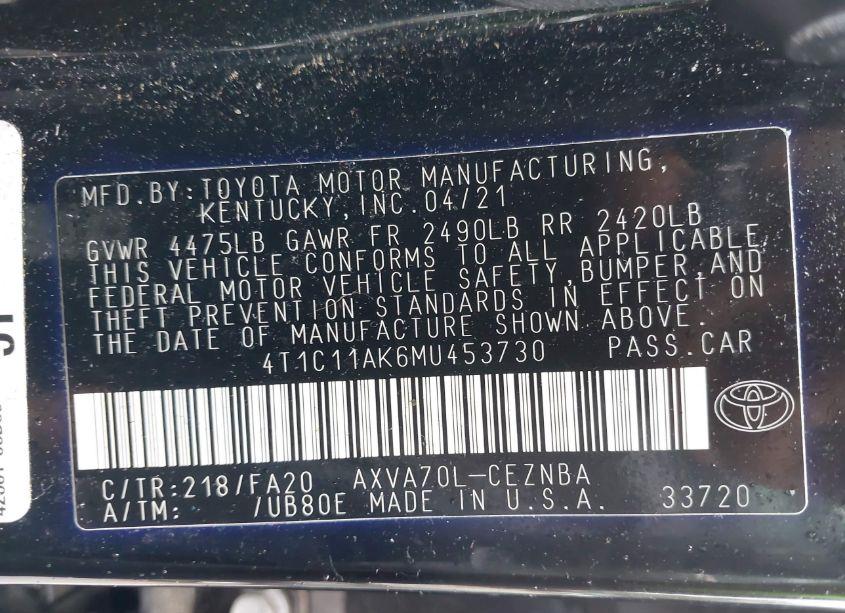 MFD.BY:TOYOTA MOTOR MANUFACTURING,
KENTUCKY,INC.04/21
GVWR 4475LB GAWR FR 2490LB RR 2420LB
THIS VEHICLE CONFORMS TO ALL APPLICABLE
FEDERAL MOTOR VEHICLE SAFETY,BUMPER,AND
THEFT PREVENTION STANDARDS IN EFFECT ON
THE DATE OF MANUFACTURE SHOWN ABOVE.
4T1C11AK6MU453730 PASS.CAR
C/TR:218/FA20 AXVA70L-CEZNBA
A/TM: /UB80E MADE IN U.S.A. 33720